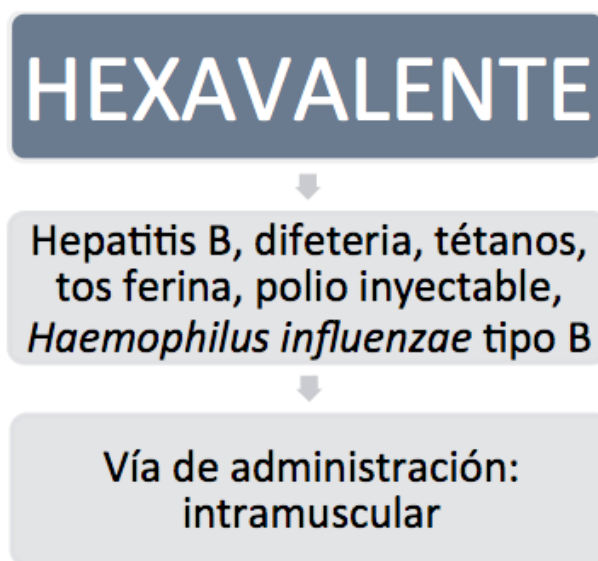 HEXAVALENTE
Hepatitis B, difeteria, tétanos,
tos ferina, polio inyectable,
Haemophilus influenzae tipo B
Vía de administración:
intramuscular